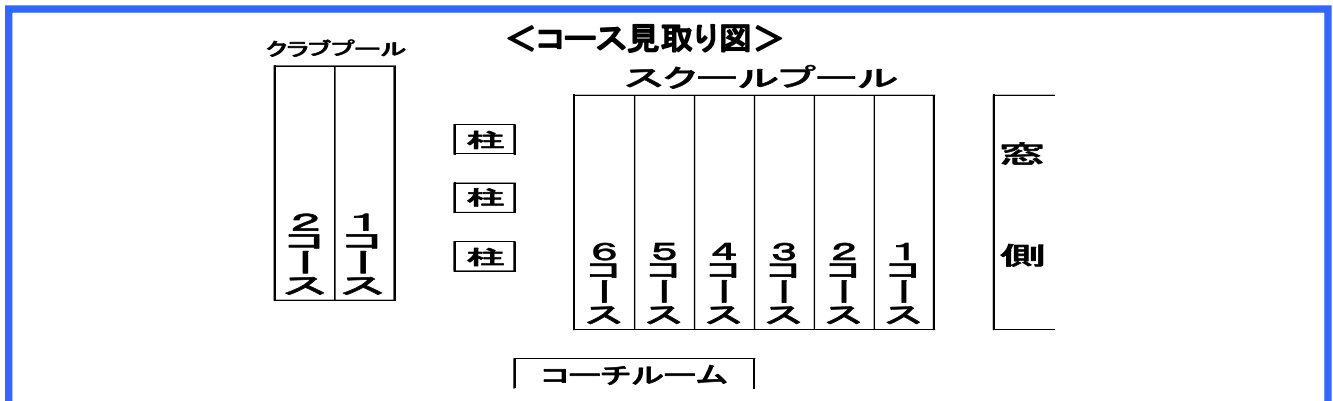 <コース見取り図>
クラブプール
スクールプール
2コース
1コース
柱
柱
柱
6コース
5コース
4コース
3コース
2コース
1コース
窓側
コーチルーム